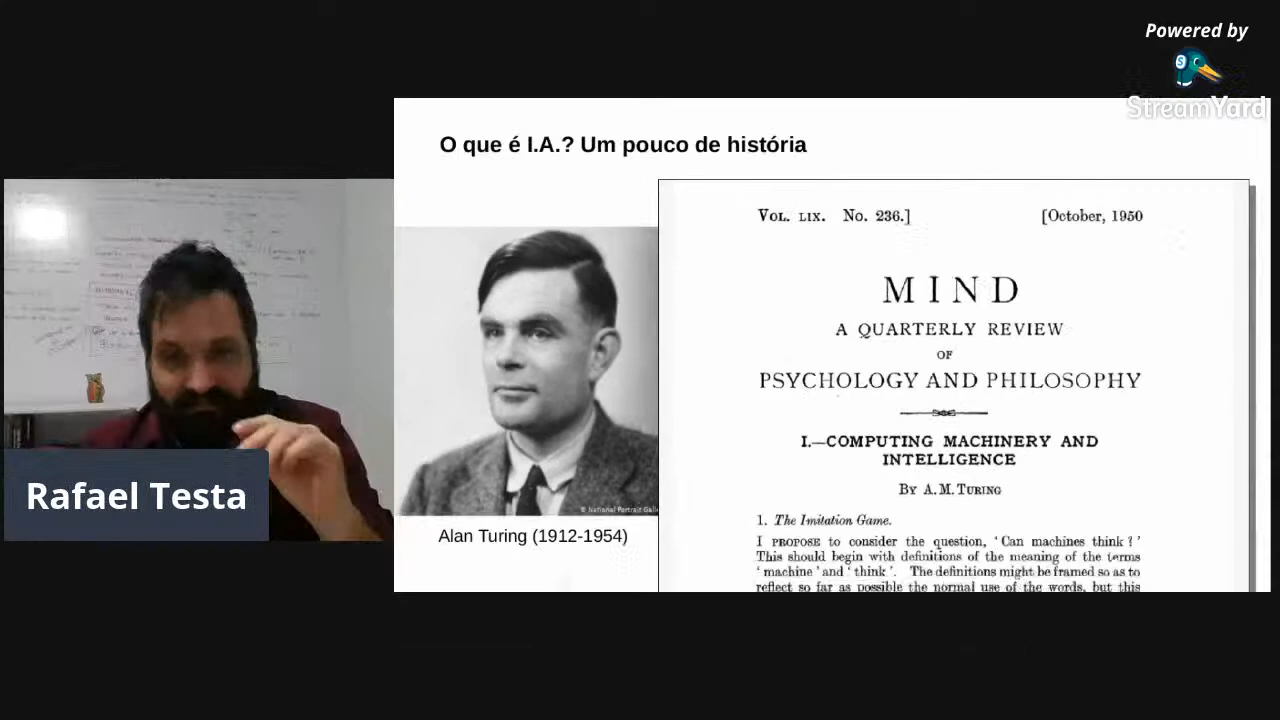 Powered by
StreamYard
O que é I.A.? Um pouco de história
VOL. LIX. No. 236.]
[October, 1950
MIND
A QUARTERLY REVIEW
OF
PSYCHOLOGY AND PHILOSOPHY
I.—COMPUTING MACHINERY AND
INTELLIGENCE
BY A. M. TURING
1. The Imitation Game.
I PROPOSE to consider the question, ‘Can machines think?’
This should begin with definitions of the meaning of the terms
‘machine’ and ‘think’. The definitions might be framed so as to
reflect so far as possible the normal use of the words, but this
© National Portrait
Alan Turing (1912-1954)
Rafael Testa